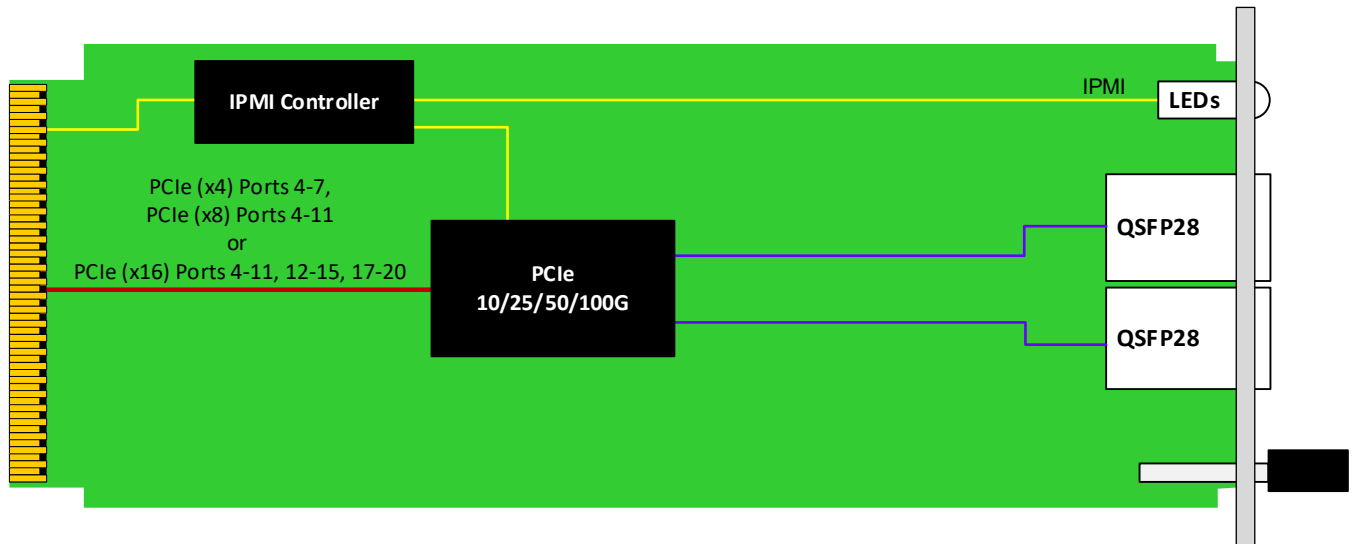 IPMI Controller
IPMI
LEDs
PCIe (x4) Ports 4-7,
PCIe (x8) Ports 4-11
or
PCIe (x16) Ports 4-11, 12-15, 17-20
PCIe
10/25/50/100G
QSFP28
QSFP28